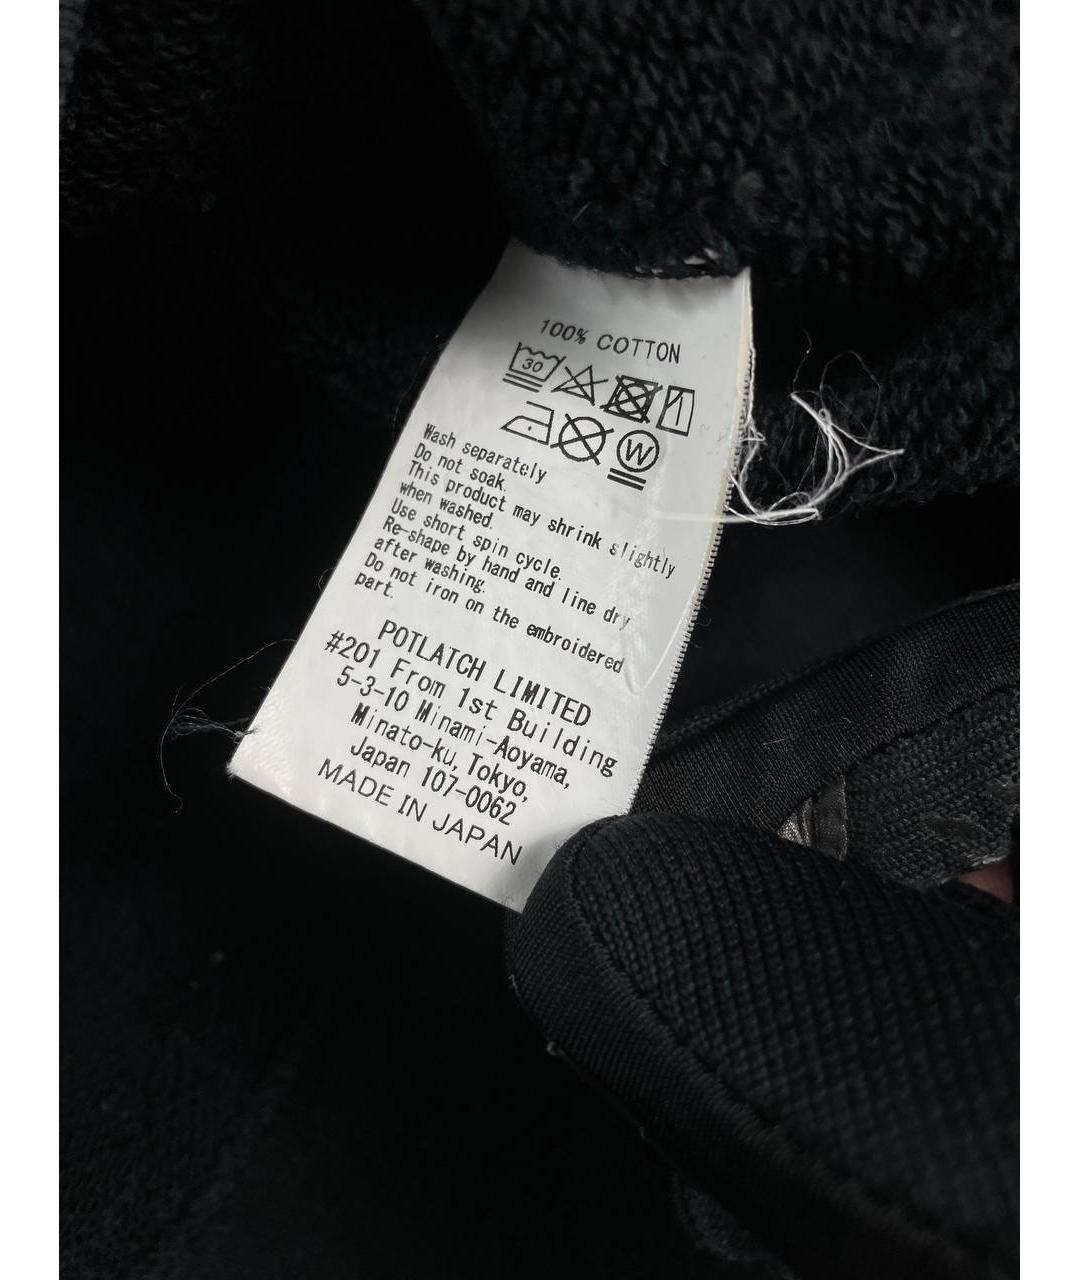 100% COTTON
30
W
Wash separately
Do not soak.
This product may shrink slightly
when washed.
Use short spin cycle.
Re-shape by hand and line dry
after washing.
Do not iron on the embroidered
part.
POTLATCH LIMITED
#201 From 1st Building
5-3-10 Minami-Aoyama,
Minato-ku, Tokyo,
Japan 107-0062
MADE IN JAPAN